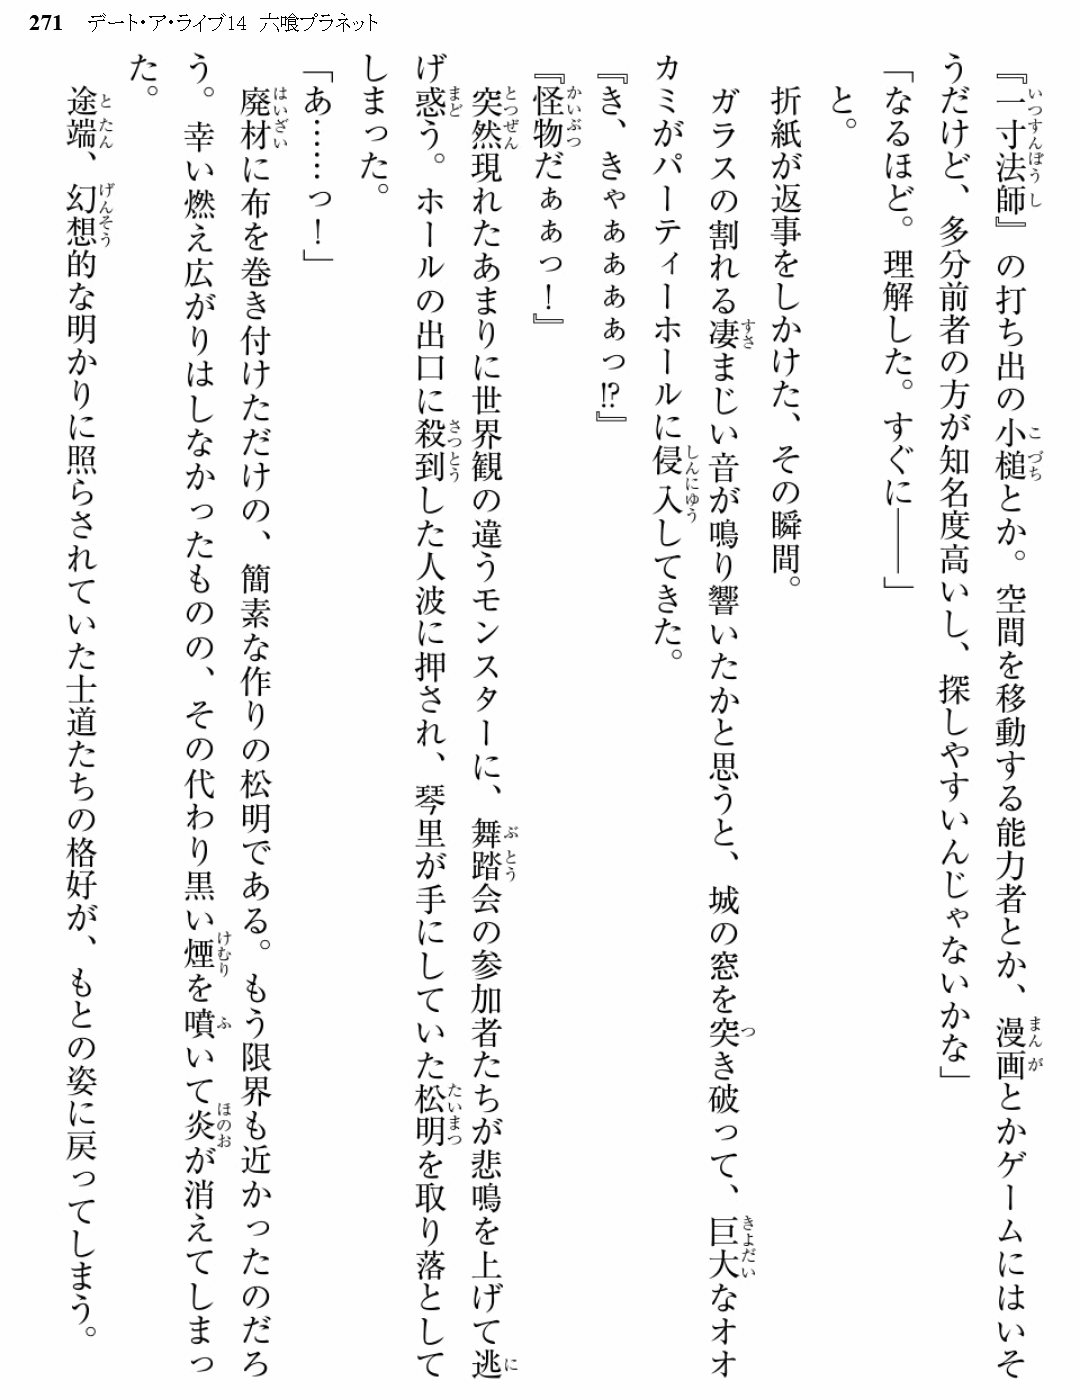 271 デート・ア・ライブ14 六喰プラネット
『一寸法師』の打ち出の小槌とか。空間を移動する能力者とか、漫画とかゲームにはいそ
うだけど、多分前者の方が知名度高いし、探しやすいんじゃないかな」
「なるほど。理解した。すぐに――」
と。
折紙が返事をしかけた、その瞬間。
ガラスの割れる凄まじい音が鳴り響いたかと思うと、城の窓を突き破って、巨大なオオ
カミがパーティーホールに侵入してきた。
『き、きゃぁぁぁぁっ!?』
『怪物だぁぁっ！』
突然現れたあまりに世界観の違うモンスターに、舞踏会の参加者たちが悲鳴を上げて逃
げ惑う。ホールの出口に殺到した人波に押され、琴里が手にしていた松明を取り落として
しまった。
「あ……っ！」
廃材に布を巻き付けただけの、簡素な作りの松明である。もう限界も近かったのだろ
う。幸い燃え広がりはしなかったものの、その代わり黒い煙を噴いて炎が消えてしまっ
た。
途端、幻想的な明かりに照らされていた士道たちの格好が、もとの姿に戻ってしまう。